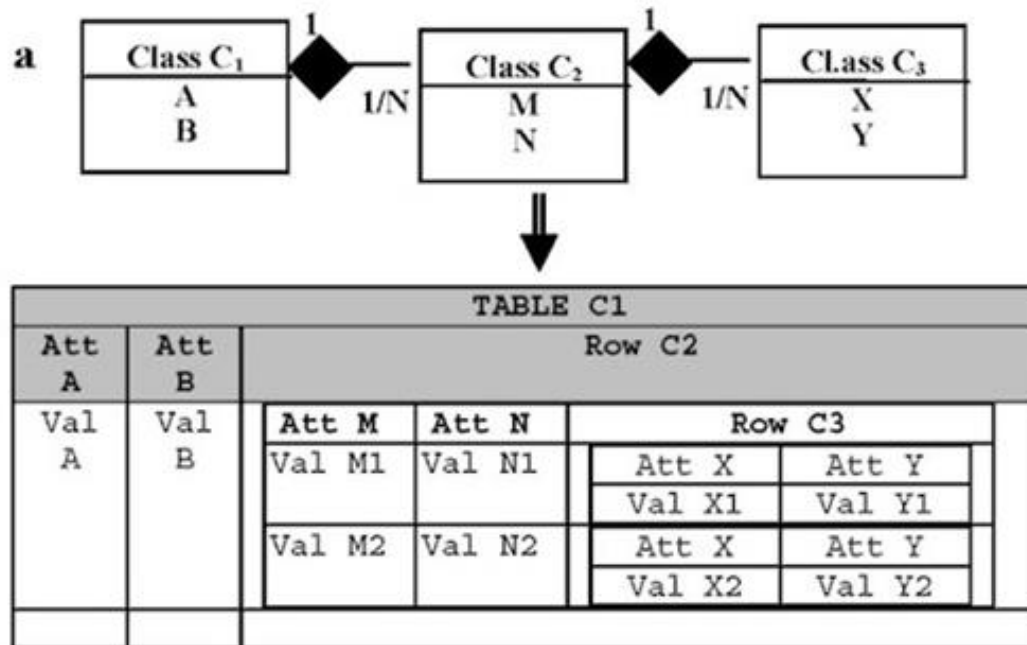 a
1
1
Class C₁
Class C₂
Cl.ass C₃
A
B
1/N
M
N
1/N
X
Y
TABLE C1
Att A
Att B
Row C2
Val A
Val B
Att M Att N Row C3
Val M1 Val N1 Att X Att Y
Val X1 Val Y1
Val M2 Val N2 Att X Att Y
Val X2 Val Y2